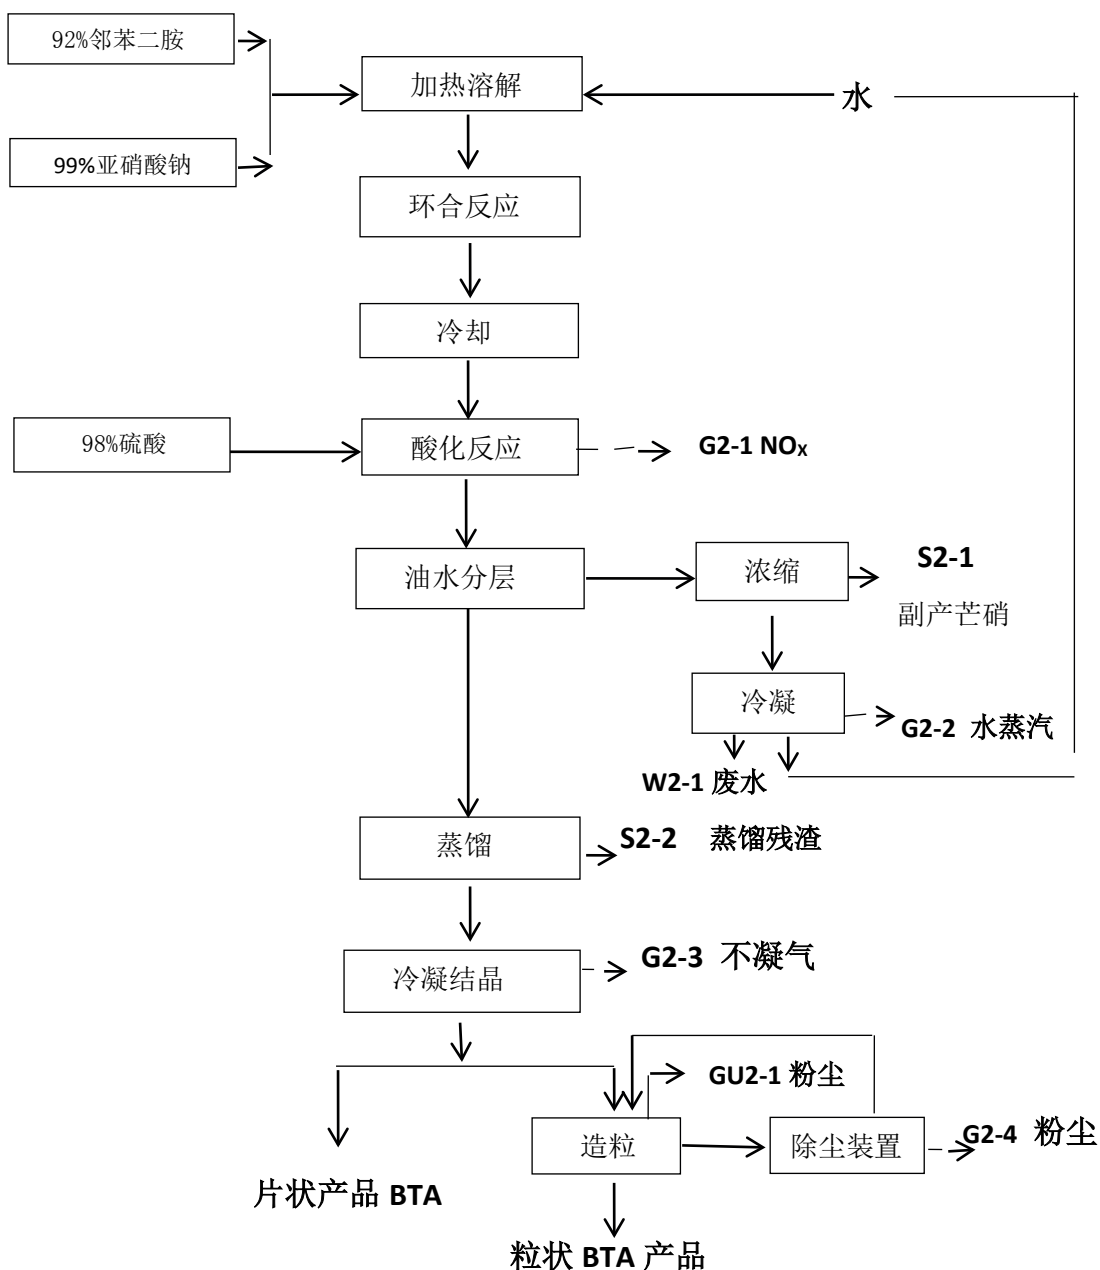 92%邻苯二胺
加热溶解
水
99%亚硝酸钠
环合反应
冷却
98%硫酸
酸化反应
G2-1 NOX
油水分层
浓缩
S2-1
副产芒硝
冷凝
G2-2 水蒸汽
W2-1 废水
蒸馏
S2-2 蒸馏残渣
冷凝结晶
G2-3 不凝气
GU2-1 粉尘
造粒
除尘装置
G2-4 粉尘
片状产品 BTA
粒状 BTA 产品